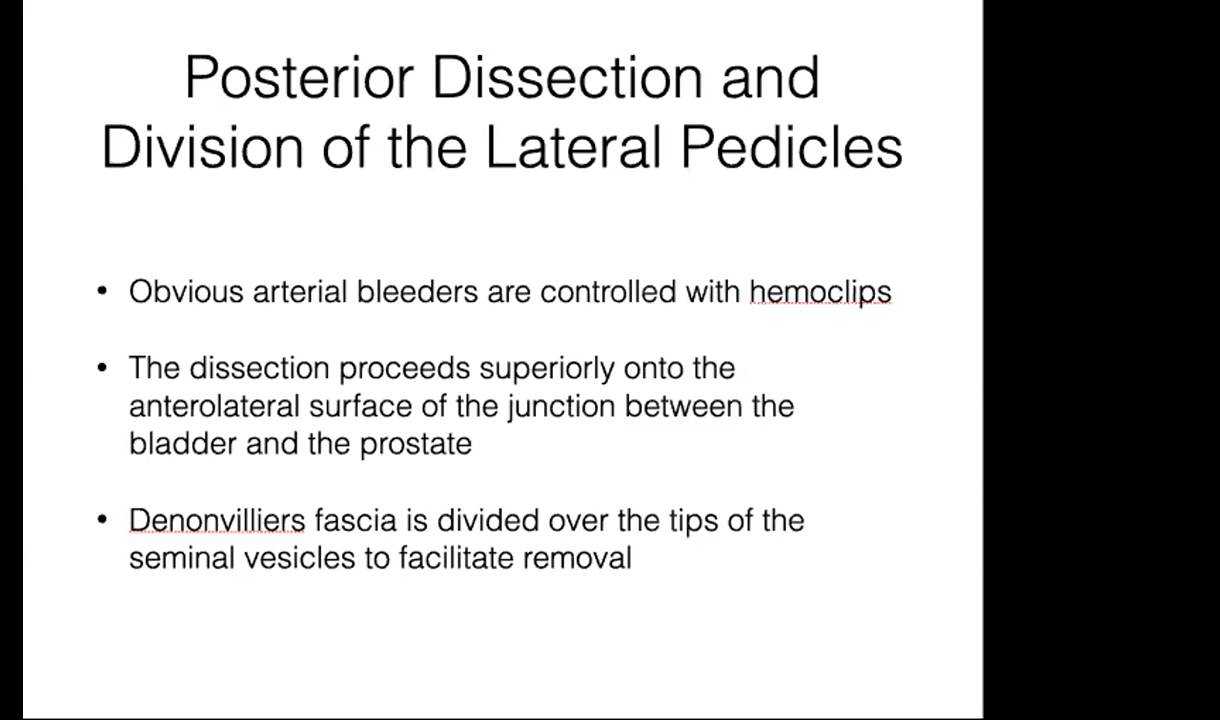 Posterior Dissection and
Division of the Lateral Pedicles
• Obvious arterial bleeders are controlled with hemoclips
• The dissection proceeds superiorly onto the
anterolateral surface of the junction between the
bladder and the prostate
• Denonvilliers fascia is divided over the tips of the
seminal vesicles to facilitate removal